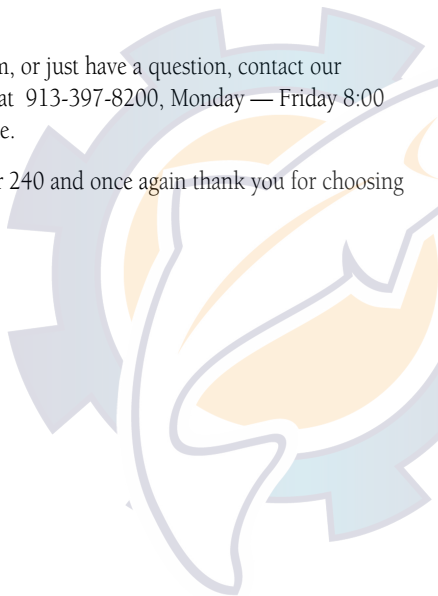 n, or just have a question, contact our
at 913-397-8200, Monday — Friday 8:00
e.
r 240 and once again thank you for choosing